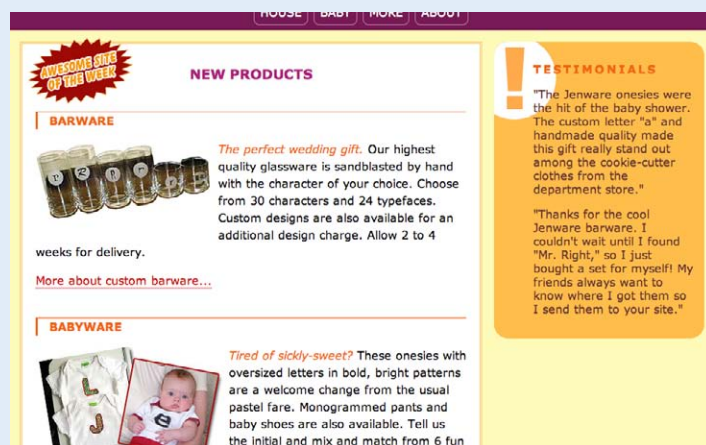 HOUSE BABY MORE ABOUT
AWESOME SITE
OF THE WEEK
NEW PRODUCTS
BARWARE
The perfect wedding gift. Our highest
quality glassware is sandblasted by hand
with the character of your choice. Choose
from 30 characters and 24 typefaces.
Custom designs are also available for an
additional design charge. Allow 2 to 4
weeks for delivery.
More about custom barware...
BABYWARE
Tired of sickly-sweet? These onesies with
oversized letters in bold, bright patterns
are a welcome change from the usual
pastel fare. Monogrammed pants and
baby shoes are also available. Tell us
the initial and mix and match from 6 fun
L
J
e
!
TESTIMONIALS
"The Jenware onesies were
the hit of the baby shower.
The custom letter "a" and
handmade quality made
this gift really stand out
among the cookie-cutter
clothes from the
department store."
"Thanks for the cool
Jenware barware. I
couldn't wait until I found
"Mr. Right," so I just
bought a set for myself! My
friends always want to
know where I got them so
I send them to your site."